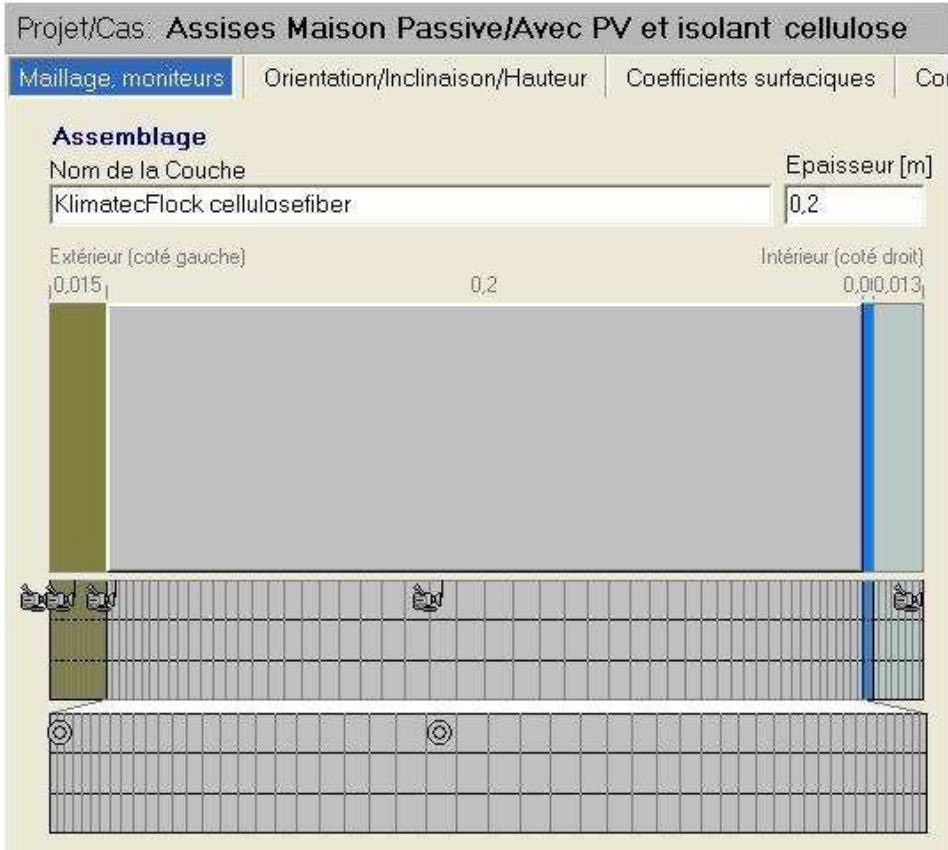 Projet/Cas: Assises Maison Passive/Avec PV et isolant cellulose
Maillage, moniteurs Orientation/Inclinaison/Hauteur Coefficients surfaciques
Assemblage
Nom de la Couche Epaisseur [m]
KlimatecFlock cellulosefiber 0,2
Extérieur (coté gauche) Intérieur (coté droit)
0,015 0,2 0,013